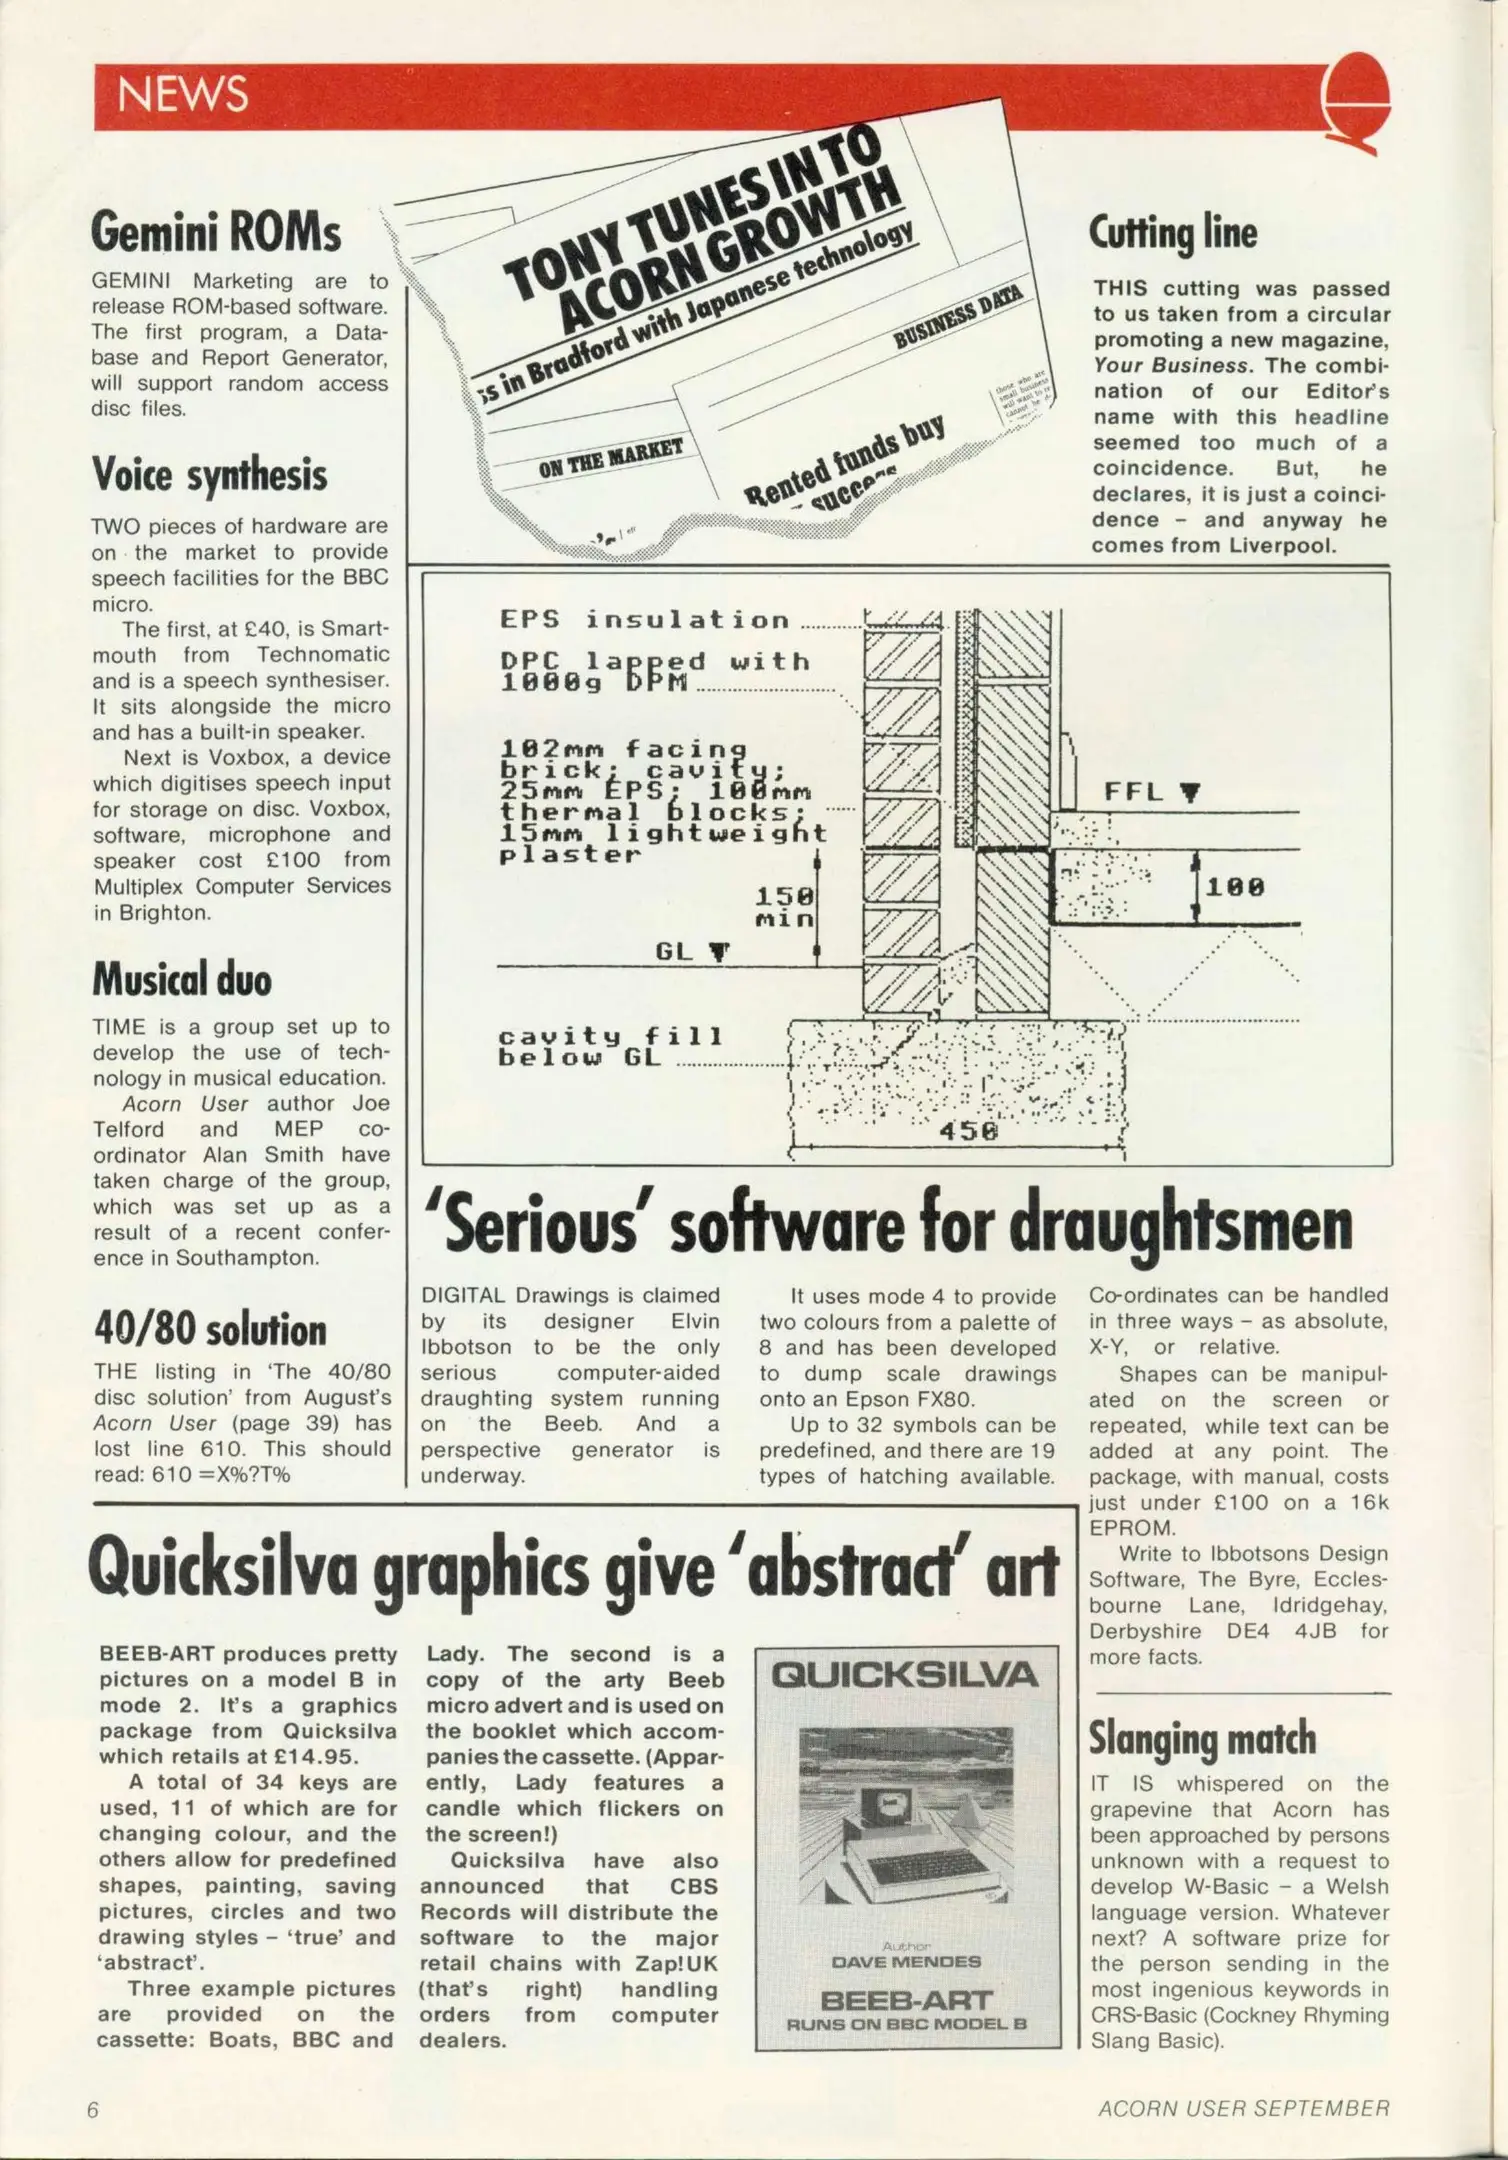 NEWS
Gemini ROMs
GEMINI Marketing are to
release ROM-based software.
The first program, a Data-
base and Report Generator,
will support random access
disc files.
Voice synthesis
TWO pieces of hardware are
on the market to provide
speech facilities for the BBC
micro.
The first, at £40, is Smart-
mouth from Technomatic
and is a speech synthesiser.
It sits alongside the micro
and has a built-in speaker.
Next is Voxbox, a device
which digitises speech input
for storage on disc. Voxbox,
software, microphone and
speaker cost £100 from
Multiplex Computer Services
in Brighton.
Musical duo
TIME is a group set up to
develop the use of tech-
nology in musical education.
Acorn User author Joe
Telford and MEP co-
ordinator Alan Smith have
taken charge of the group,
which was set up as a
result of a recent confer-
ence in Southampton.
40/80 solution
THE listing in ‘The 40/80
disc solution’ from August's
Acorn User (page 39) has
lost line 610. This should
read: 610 =X%?T%
TONY TUNES IN TO
ACORN GROWTH
ss in Bradford with Japanese technology
BUSINESS DATA
those who are
small business
will want to re
cannot be
ON THE MARKET
Rented funds buy
success
Cutting line
THIS cutting was passed
to us taken from a circular
promoting a new magazine,
Your Business. The combi-
nation of our Editor's
name with this headline
seemed too much of a
coincidence. But, he
declares, it is just a coinci-
dence – and anyway he
comes from Liverpool.
EPS insulation
DPC lapped with
1000g DPM
102mm facing
brick; cavity;
25mm EPS; 100mm
thermal blocks;
15mm lightweight
plaster
150
min
GL
FFL
100
cavity fill
below GL
450
‘Serious’ software for draughtsmen
DIGITAL Drawings is claimed
by its designer Elvin
Ibbotson to be the only
serious computer-aided
draughting system running
on the Beeb. And a
perspective generator is
underway.
It uses mode 4 to provide
two colours from a palette of
8 and has been developed
to dump scale drawings
onto an Epson FX80.
Up to 32 symbols can be
predefined, and there are 19
types of hatching available.
Co-ordinates can be handled
in three ways – as absolute,
X-Y, or relative.
Shapes can be manipul-
ated on the screen or
repeated, while text can be
added at any point. The
package, with manual, costs
just under £100 on a 16k
EPROM.
Write to Ibbotsons Design
Software, The Byre, Eccles-
bourne Lane, Idridgehay,
Derbyshire DE4 4JB for
more facts.
Quicksilva graphics give ‘abstract’ art
BEEB-ART produces pretty
pictures on a model B in
mode 2. It's a graphics
package from Quicksilva
which retails at £14.95.
A total of 34 keys are
used, 11 of which are for
changing colour, and the
others allow for predefined
shapes, painting, saving
pictures, circles and two
drawing styles – ‘true’ and
‘abstract’.
Three example pictures
are provided on the
cassette: Boats, BBC and
Lady. The second is a
copy of the arty Beeb
micro advert and is used on
the booklet which accom-
panies the cassette. (Appar-
ently, Lady features a
candle which flickers on
the screen!)
Quicksilva have also
announced that CBS
Records will distribute the
software to the major
retail chains with Zap!UK
(that's right) handling
orders from computer
dealers.
QUICKSILVA
Author
DAVE MENDES
BEEB-ART
RUNS ON BBC MODEL B
Slanging match
IT IS whispered on the
grapevine that Acorn has
been approached by persons
unknown with a request to
develop W-Basic – a Welsh
language version. Whatever
next? A software prize for
the person sending in the
most ingenious keywords in
CRS-Basic (Cockney Rhyming
Slang Basic).
6
ACORN USER SEPTEMBER